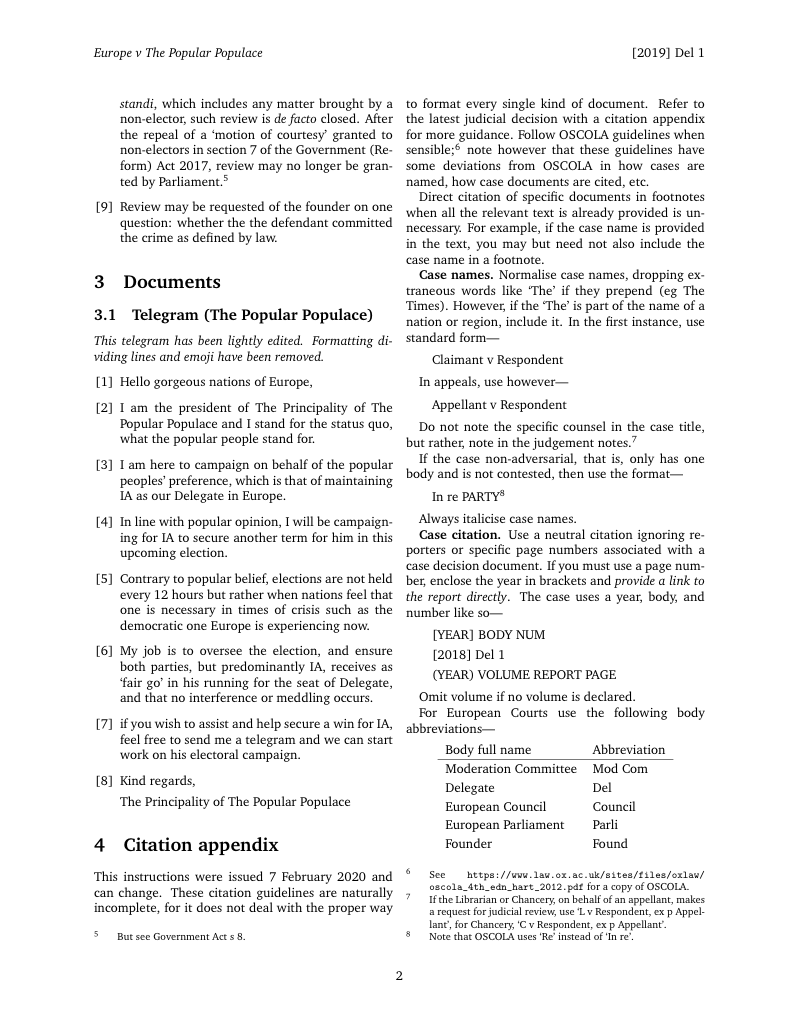 Europe v The Popular Populace
[2019] Del 1
standi, which includes any matter brought by a
non-elector, such review is de facto closed. After
the repeal of a ‘motion of courtesy’ granted to
non-electors in section 7 of the Government (Re-
form) Act 2017, review may no longer be gran-
ted by Parliament.5
[9] Review may be requested of the founder on one
question: whether the the defendant committed
the crime as defined by law.
3 Documents
3.1 Telegram (The Popular Populace)
This telegram has been lightly edited. Formatting di-
viding lines and emoji have been removed.
[1] Hello gorgeous nations of Europe,
[2] I am the president of The Principality of The
Popular Populace and I stand for the status quo,
what the popular people stand for.
[3] I am here to campaign on behalf of the popular
peoples’ preference, which is that of maintaining
IA as our Delegate in Europe.
[4] In line with popular opinion, I will be campaign-
ing for IA to secure another term for him in this
upcoming election.
[5] Contrary to popular belief, elections are not held
every 12 hours but rather when nations feel that
one is necessary in times of crisis such as the
democratic one Europe is experiencing now.
[6] My job is to oversee the election, and ensure
both parties, but predominantly IA, receives as
‘fair go’ in his running for the seat of Delegate,
and that no interference or meddling occurs.
[7] if you wish to assist and help secure a win for IA,
feel free to send me a telegram and we can start
work on his electoral campaign.
[8] Kind regards,
The Principality of The Popular Populace
4 Citation appendix
This instructions were issued 7 February 2020 and
can change. These citation guidelines are naturally
incomplete, for it does not deal with the proper way
5 But see Government Act s 8.
to format every single kind of document. Refer to
the latest judicial decision with a citation appendix
for more guidance. Follow OSCOLA guidelines when
sensible;6 note however that these guidelines have
some deviations from OSCOLA in how cases are
named, how case documents are cited, etc.
Direct citation of specific documents in footnotes
when all the relevant text is already provided is un-
necessary. For example, if the case name is provided
in the text, you may but need not also include the
case name in a footnote.
Case names. Normalise case names, dropping ex-
traneous words like ‘The’ if they prepend (eg The
Times). However, if the ‘The’ is part of the name of a
nation or region, include it. In the first instance, use
standard form—
Claimant v Respondent
In appeals, use however—
Appellant v Respondent
Do not note the specific counsel in the case title,
but rather, note in the judgement notes.7
If the case non-adversarial, that is, only has one
body and is not contested, then use the format—
In re PARTY8
Always italicise case names.
Case citation. Use a neutral citation ignoring re-
porters or specific page numbers associated with a
case decision document. If you must use a page num-
ber, enclose the year in brackets and provide a link to
the report directly. The case uses a year, body, and
number like so—
[YEAR] BODY NUM
[2018] Del 1
(YEAR) VOLUME REPORT PAGE
Omit volume if no volume is declared.
For European Courts use the following body
abbreviations—
Body full name Abbreviation
Moderation Committee Mod Com
Delegate Del
European Council Council
European Parliament Parli
Founder Found
6 See https://www.law.ox.ac.uk/sites/files/oxlaw/
oscola_4th_edn_hart_2012.pdf for a copy of OSCOLA.
7 If the Librarian or Chancery, on behalf of an appellant, makes
a request for judicial review, use ‘L v Respondent, ex p Appel-
lant’, for Chancery, ‘C v Respondent, ex p Appellant’.
8 Note that OSCOLA uses ‘Re’ instead of ‘In re’.
2